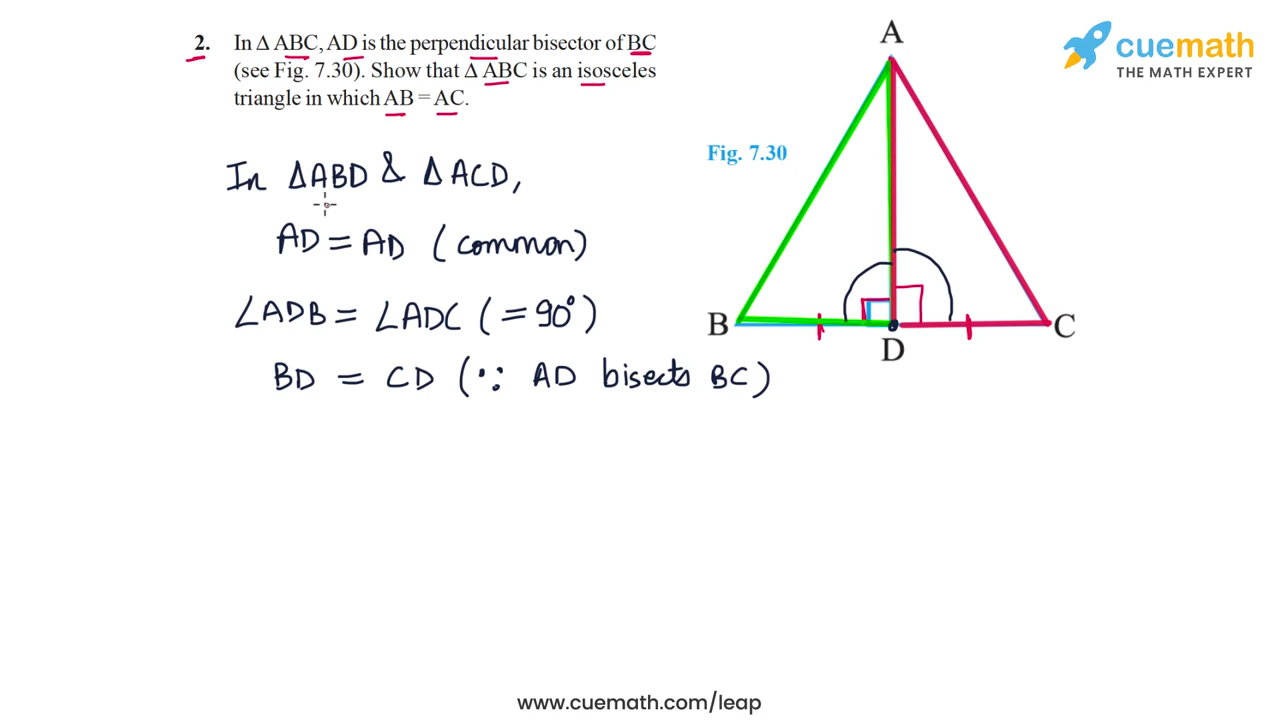 2. In Δ ABC, AD is the perpendicular bisector of BC
(see Fig. 7.30). Show that Δ ABC is an isosceles
triangle in which AB = AC.
In ΔABD & ΔACD,
AD = AD (common)
∠ADB = ∠ADC (= 90°)
BD = CD (∵ AD bisects BC)
Fig. 7.30
A
B
D
C
cuemath
THE MATH EXPERT
www.cuemath.com/leap